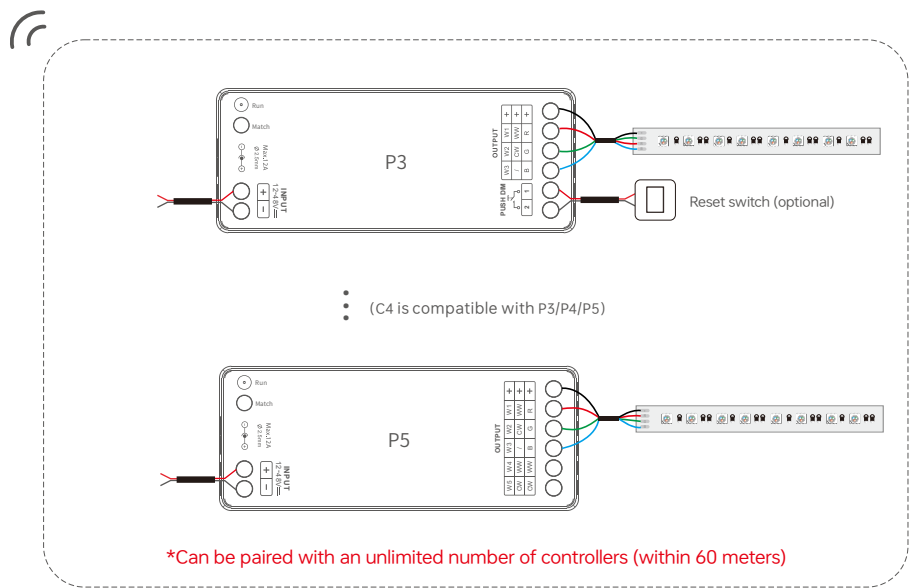 Run
Match
Max.12A
Ø 2.5mm
INPUT
12~48V
+
−
P3
OUTPUT
+ + +
W1 WW R
W2 CW G
W3 / B
PUSH DIM
1
2
Reset switch (optional)
(C4 is compatible with P3/P4/P5)
Run
Match
Max.12A
Ø 2.5mm
INPUT
12~48V
+
−
P5
OUTPUT
+ + +
W1 WW R
W2 CW G
W3 / B
W4 WW WW
W5 CW CW
*Can be paired with an unlimited number of controllers (within 60 meters)